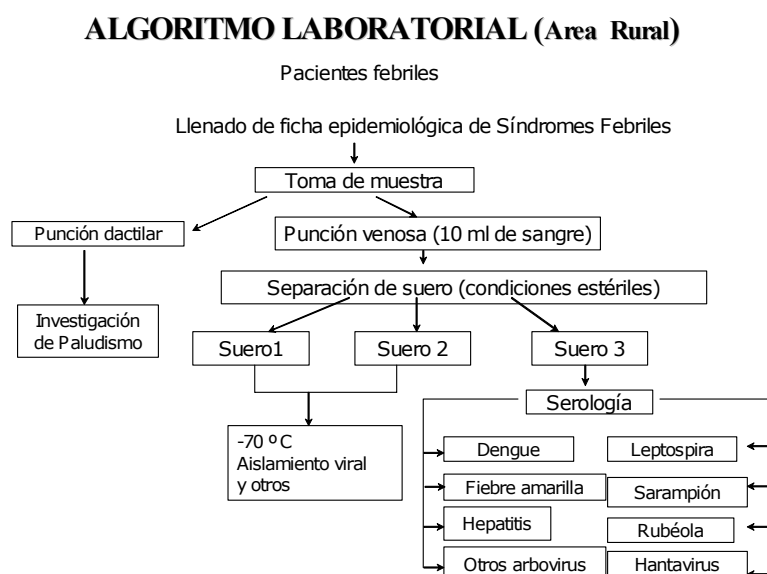 ALGORITMO LABORATORIAL (Area Rural)
Pacientes febriles
Llenado de ficha epidemiológica de Síndromes Febriles
Toma de muestra
Punción dactilar
Punción venosa (10 ml de sangre)
Separación de suero (condiciones estériles)
Investigación
de Paludismo
Suero1
Suero 2
Suero 3
Serología
-70 º C
Aislamiento viral
y otros
Dengue
Leptospira
Fiebre amarilla
Sarampión
Hepatitis
Rubéola
Otros arbovirus
Hantavirus